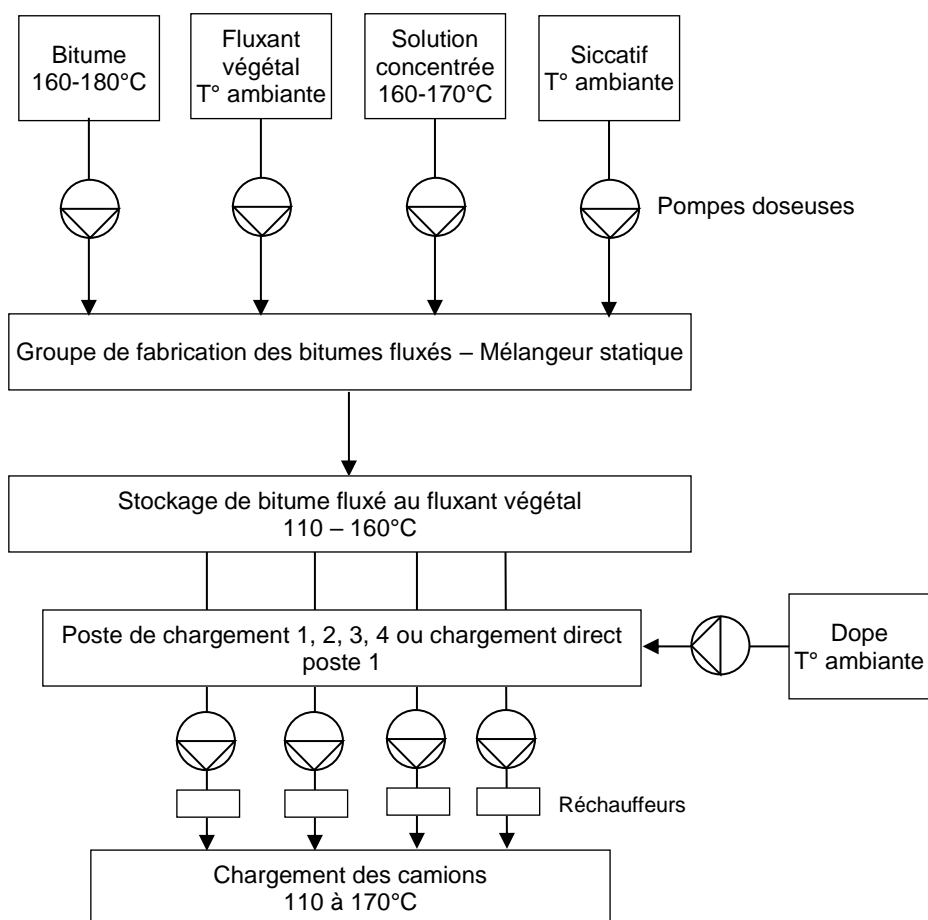 Bitume
160-180°C
Fluxant
végétal
T° ambiante
Solution
concentrée
160-170°C
Siccatif
T° ambiante
Pompes doseuses
Groupe de fabrication des bitumes fluxés – Mélangeur statique
Stockage de bitume fluxé au fluxant végétal
110 – 160°C
Poste de chargement 1, 2, 3, 4 ou chargement direct
poste 1
Dope
T° ambiante
Réchauffeurs
Chargement des camions
110 à 170°C